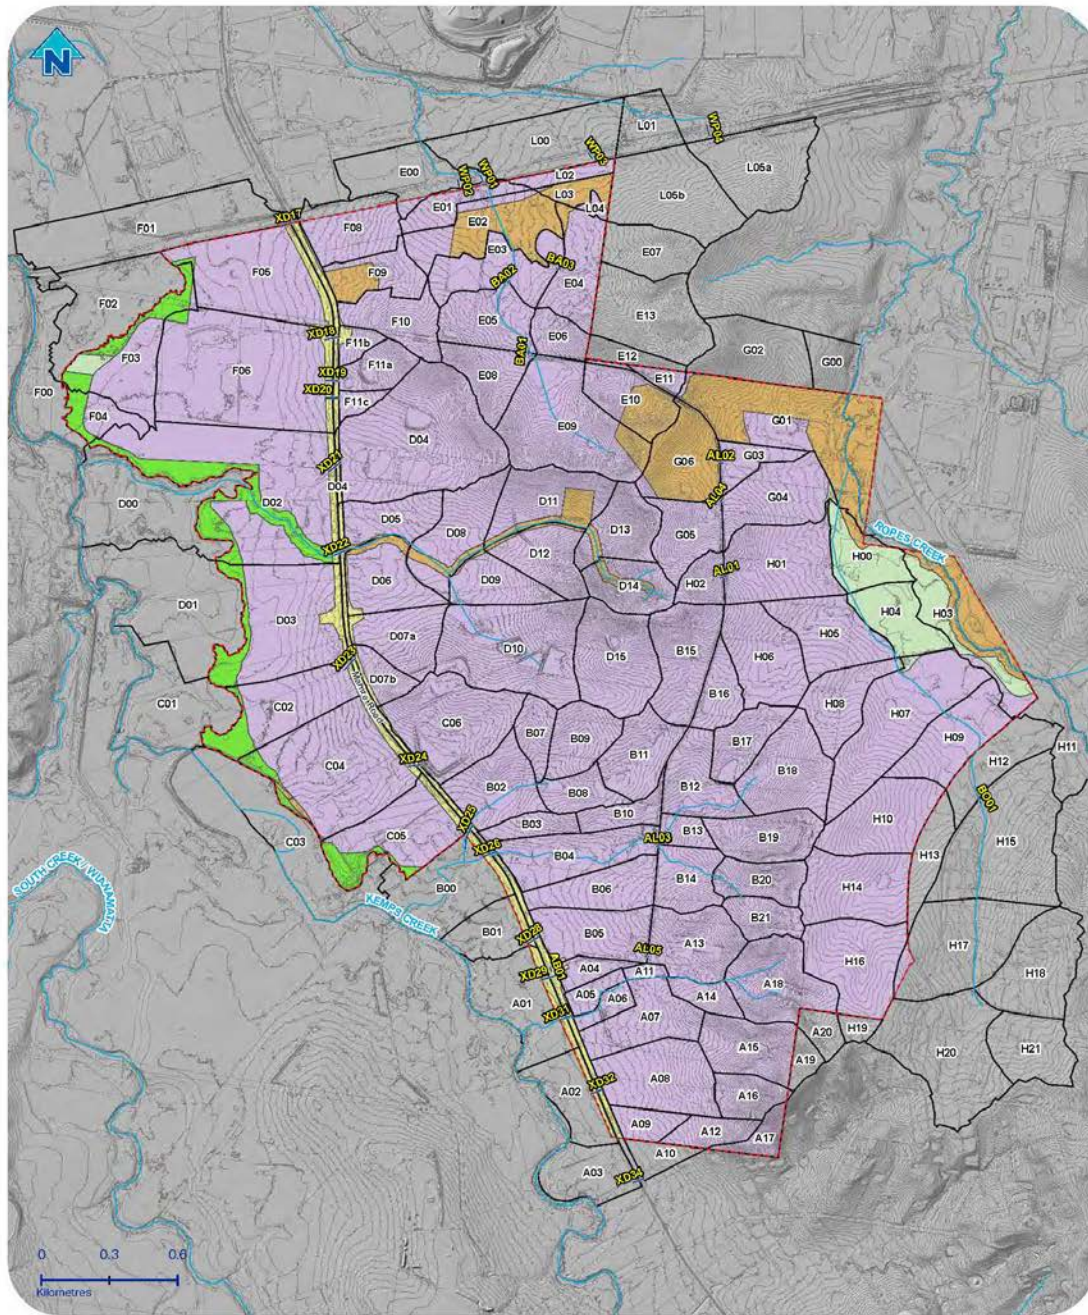 N
L01
L00
WP04
WP03
E00
WP01
WP02
L02
L05a
L03
L05b
L04
E01
E02
XD17
F01
F08
E03
E07
BA03
F05
F09
BA02
E04
F02
E13
F10
E05
XD18
F11b
E06
G02
BA01
E12
G00
F03
F11a
F06
XD19
E08
E11
F00
XD20
F11c
E10
F04
G01
E09
D04
G06
AL02
G03
XD21
D04
AL04
G04
D00
D02
D11
D05
D08
D13
G05
ROPES CREEK
XD22
D12
H00
D06
D09
D14
H02
AL01
H01
D01
H04
H03
D03
D07a
H05
D10
D15
B15
H06
XD23
D07b
B16
Mamre Road
C01
C02
H08
H07
C06
B07
B09
B17
H09
H11
XD24
B11
C04
B18
H12
B02
B08
B12
BO01
XD25
B10
H10
B03
B13
AL03
B19
C03
C05
XD26
B04
H13
H15
SOUTH CREEK / WIANAMATTA
B00
B06
B14
B20
H14
KEMPS CREEK
B21
B01
XD28
B05
A13
AL05
H17
H16
AB01
A04
A11
H18
XD29
A18
A05
A06
A14
A01
XD31
A07
A20
H19
A15
A19
H20
H21
XD32
A08
A02
A16
A09
A12
A17
A10
A03
XD34
0 0.3 0.6
Kilometres